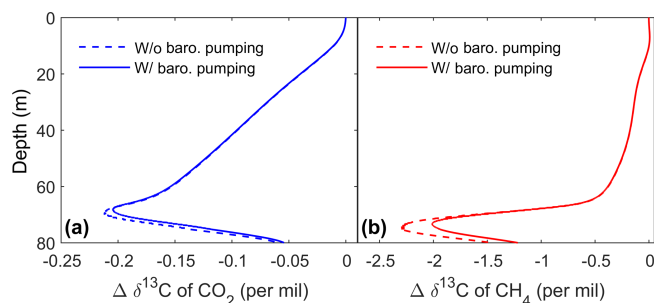 0
20
40
60
80
Depth (m)
W/o baro. pumping
W/ baro. pumping
(a)
-0.25
-0.2
-0.15
-0.1
-0.05
0
Δ δ¹³C of CO₂ (per mil)
W/o baro. pumping
W/ baro. pumping
(b)
-2.5
-2
-1.5
-1
-0.5
0
Δ δ¹³C of CH₄ (per mil)